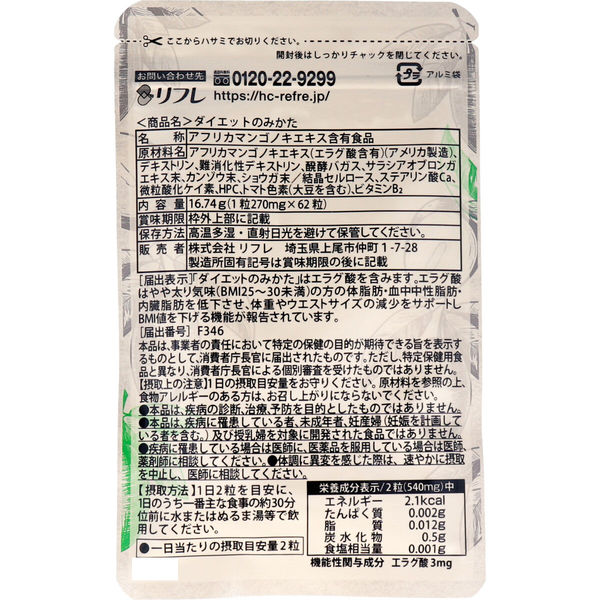 ここからハサミでお切りください。
開封後はしっかりチャックを閉じてください。
お問い合わせ先
リフレ
0120-22-9299
https://hc-refre.jp/
プラ アルミ袋
〈商品名〉ダイエットのみかた
名称 アフリカマンゴノキエキス含有食品
原材料名 アフリカマンゴノキエキス(エラグ酸含有)(アメリカ製造)、
デキストリン、難消化性デキストリン、醗酵バガス、サラシアオブロンガ
エキス末、カンゾウ末、ショウガ末／結晶セルロース、ステアリン酸Ca、
微粒酸化ケイ素、HPC、トマト色素(大豆を含む)、ビタミンB₂
内容量 16.74g(1粒270mg×62粒)
賞味期限 枠外上部に記載
保存方法 高温多湿・直射日光を避けて保管してください。
販売者 株式会社 リフレ 埼玉県上尾市仲町1-7-28
製造所固有記号は賞味期限の後に記載
[届出表示]「ダイエットのみかた」はエラグ酸を含みます。エラグ酸
はやや太り気味(BMI25～30未満)の方の体脂肪・血中中性脂肪・
内臓脂肪を低下させ、体重やウエストサイズの減少をサポートし
BMI値を下げる機能が報告されています。
[届出番号] F346
本品は、事業者の責任において特定の保健の目的が期待できる旨を表示
するものとして、消費者庁長官に届出されたものです。ただし、特定保健用食
品と異なり、消費者庁長官による個別審査を受けたものではありません。
【摂取上の注意】1日の摂取目安量をお守りください。原材料を参照の上、
食物アレルギーのある方は、お召し上がりにならないでください。
●本品は、疾病の診断、治療、予防を目的としたものではありません。
●本品は、疾病に罹患している者、未成年者、妊産婦(妊娠を計画して
いる者を含む。)及び授乳婦を対象に開発された食品ではありません。
●疾病に罹患している場合は医師に、医薬品を服用している場合は医師、
薬剤師に相談してください。●体調に異変を感じた際は、速やかに摂取
を中止し、医師に相談してください。
【摂取方法】1日2粒を目安に、
1日のうち一番主な食事の約30分
位前に水またはぬるま湯等で飲
用してください。
●一日当たりの摂取目安量2粒
栄養成分表示/2粒(540mg)中
エネルギー 2.1kcal
たんぱく質 0.002g
脂質 0.012g
炭水化物 0.5g
食塩相当量 0.001g
機能性関与成分 エラグ酸 3mg